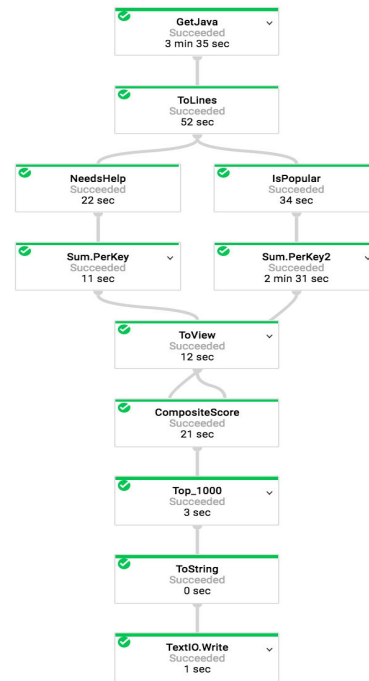 GetJava
Succeeded
3 min 35 sec
ToLines
Succeeded
52 sec
NeedsHelp
Succeeded
22 sec
IsPopular
Succeeded
34 sec
Sum.PerKey
Succeeded
11 sec
Sum.PerKey2
Succeeded
2 min 31 sec
ToView
Succeeded
12 sec
CompositeScore
Succeeded
21 sec
Top_1000
Succeeded
3 sec
ToString
Succeeded
0 sec
TextIO.Write
Succeeded
1 sec